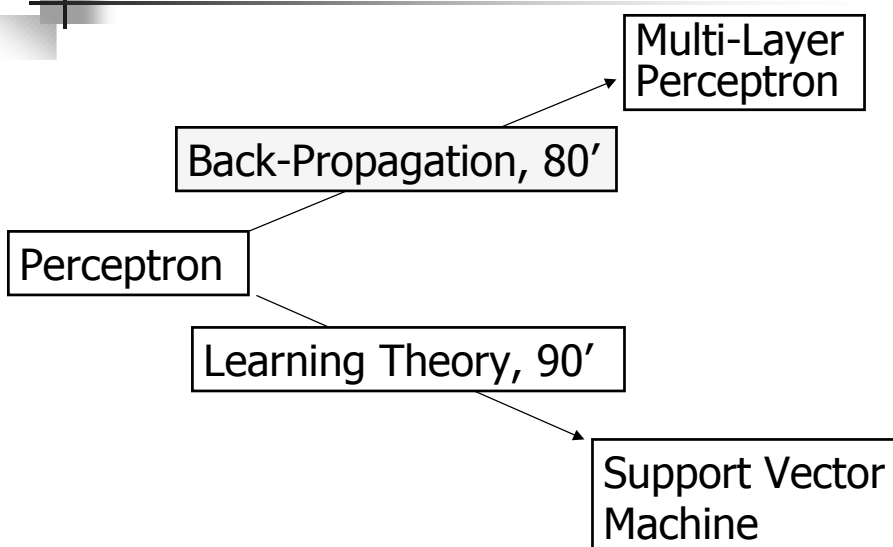 Multi-Layer
Perceptron
Back-Propagation, 80′
Perceptron
Learning Theory, 90′
Support Vector
Machine